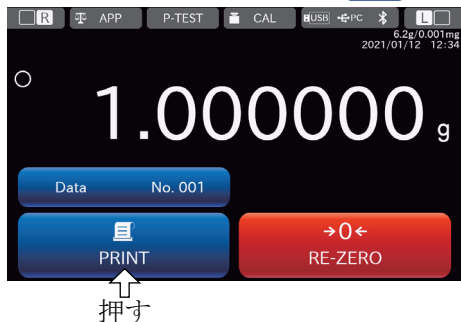 R APP P-TEST CAL USB PC L
6.2g/0.001mg
2021/01/12 12:34
1.000000 g
Data No. 001
→0←
PRINT RE-ZERO
押す